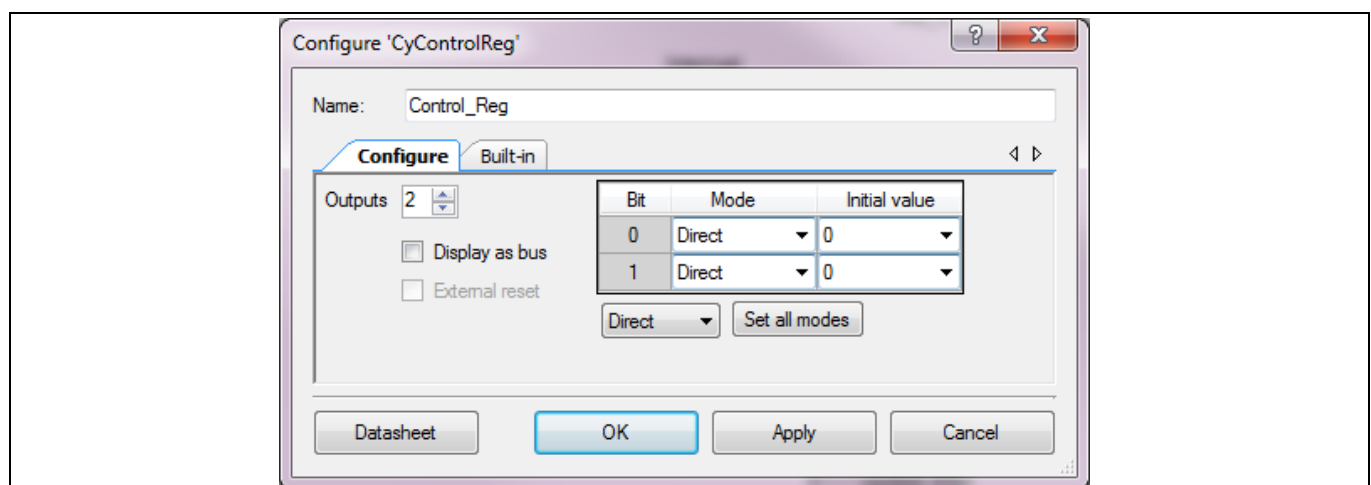 Configure 'CyControlReg'
Name: Control_Reg
Configure Built-in
Outputs 2
Display as bus
External reset
Bit Mode Initial value
0 Direct 0
1 Direct 0
Direct Set all modes
Datasheet OK Apply Cancel